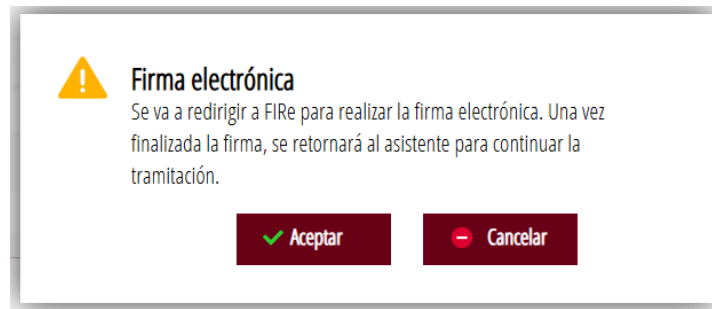 Firma electrónica
Se va a redirigir a FIRe para realizar la firma electrónica. Una vez
finalizada la firma, se retornará al asistente para continuar la
tramitación.
Aceptar
Cancelar